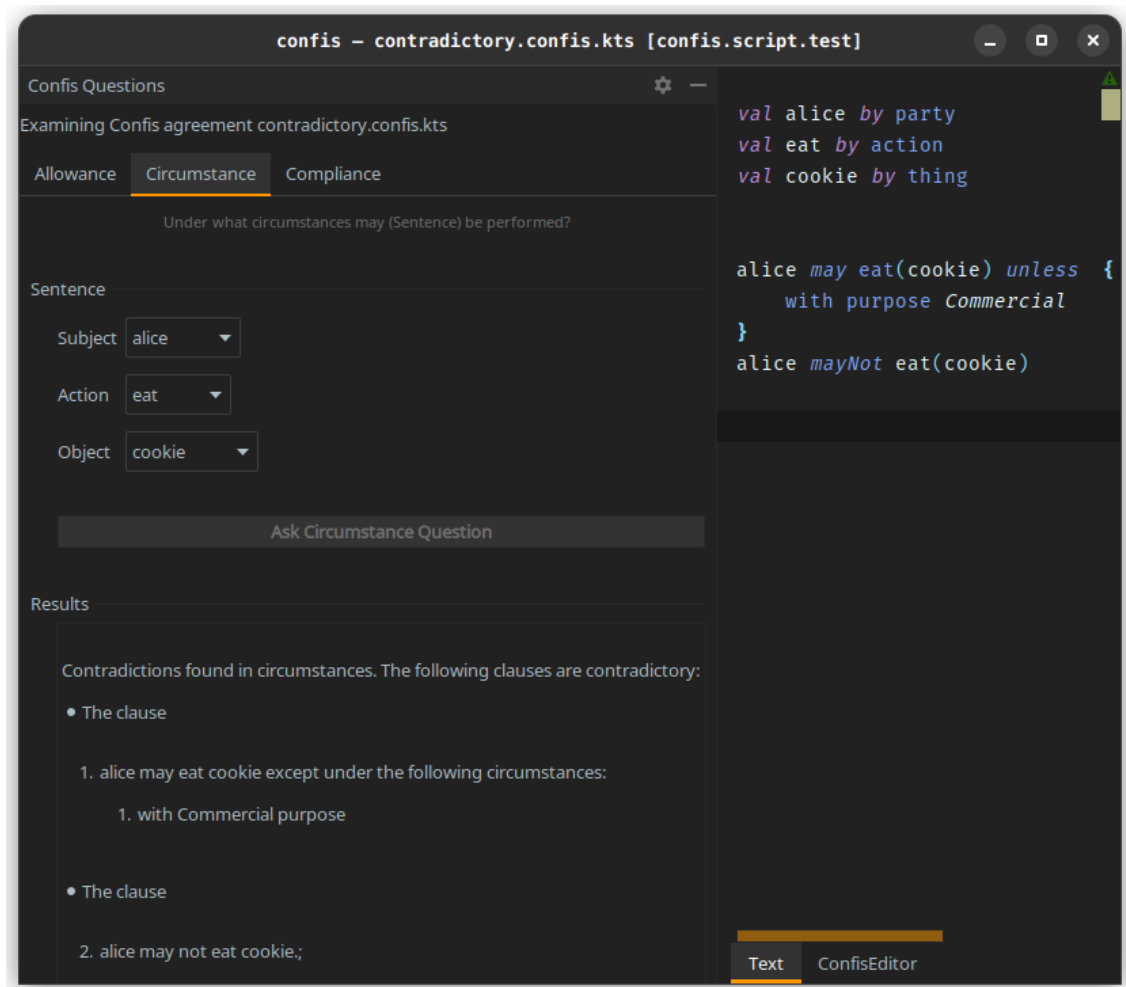 confis – contradictory.confis.kts [confis.script.test]
Confis Questions
Examining Confis agreement contradictory.confis.kts
Allowance Circumstance Compliance
Under what circumstances may (Sentence) be performed?
Sentence
Subject alice
Action eat
Object cookie
Ask Circumstance Question
Results
Contradictions found in circumstances. The following clauses are contradictory:
• The clause
1. alice may eat cookie except under the following circumstances:
1. with Commercial purpose
• The clause
2. alice may not eat cookie.;
val alice by party
val eat by action
val cookie by thing
alice may eat(cookie) unless {
with purpose Commercial
}
alice mayNot eat(cookie)
Text ConfisEditor